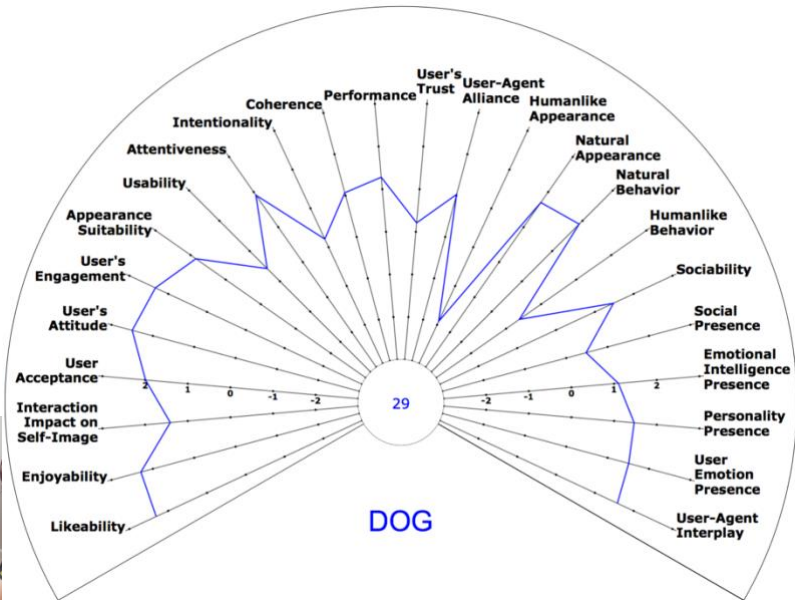 User's
Trust
User-Agent
Alliance
Performance
Humanlike
Appearance
Coherence
Intentionality
Natural
Appearance
Attentiveness
Natural
Behavior
Usability
Humanlike
Behavior
Appearance
Suitability
User's
Engagement
Sociability
User's
Attitude
Social
Presence
User
Acceptance
Emotional
Intelligence
Presence
2 1 0 -1 -2
-2 -1 0 1 2
Interaction
Impact on
Self-Image
29
Personality
Presence
Enjoyability
User
Emotion
Presence
Likeability
DOG
User-Agent
Interplay